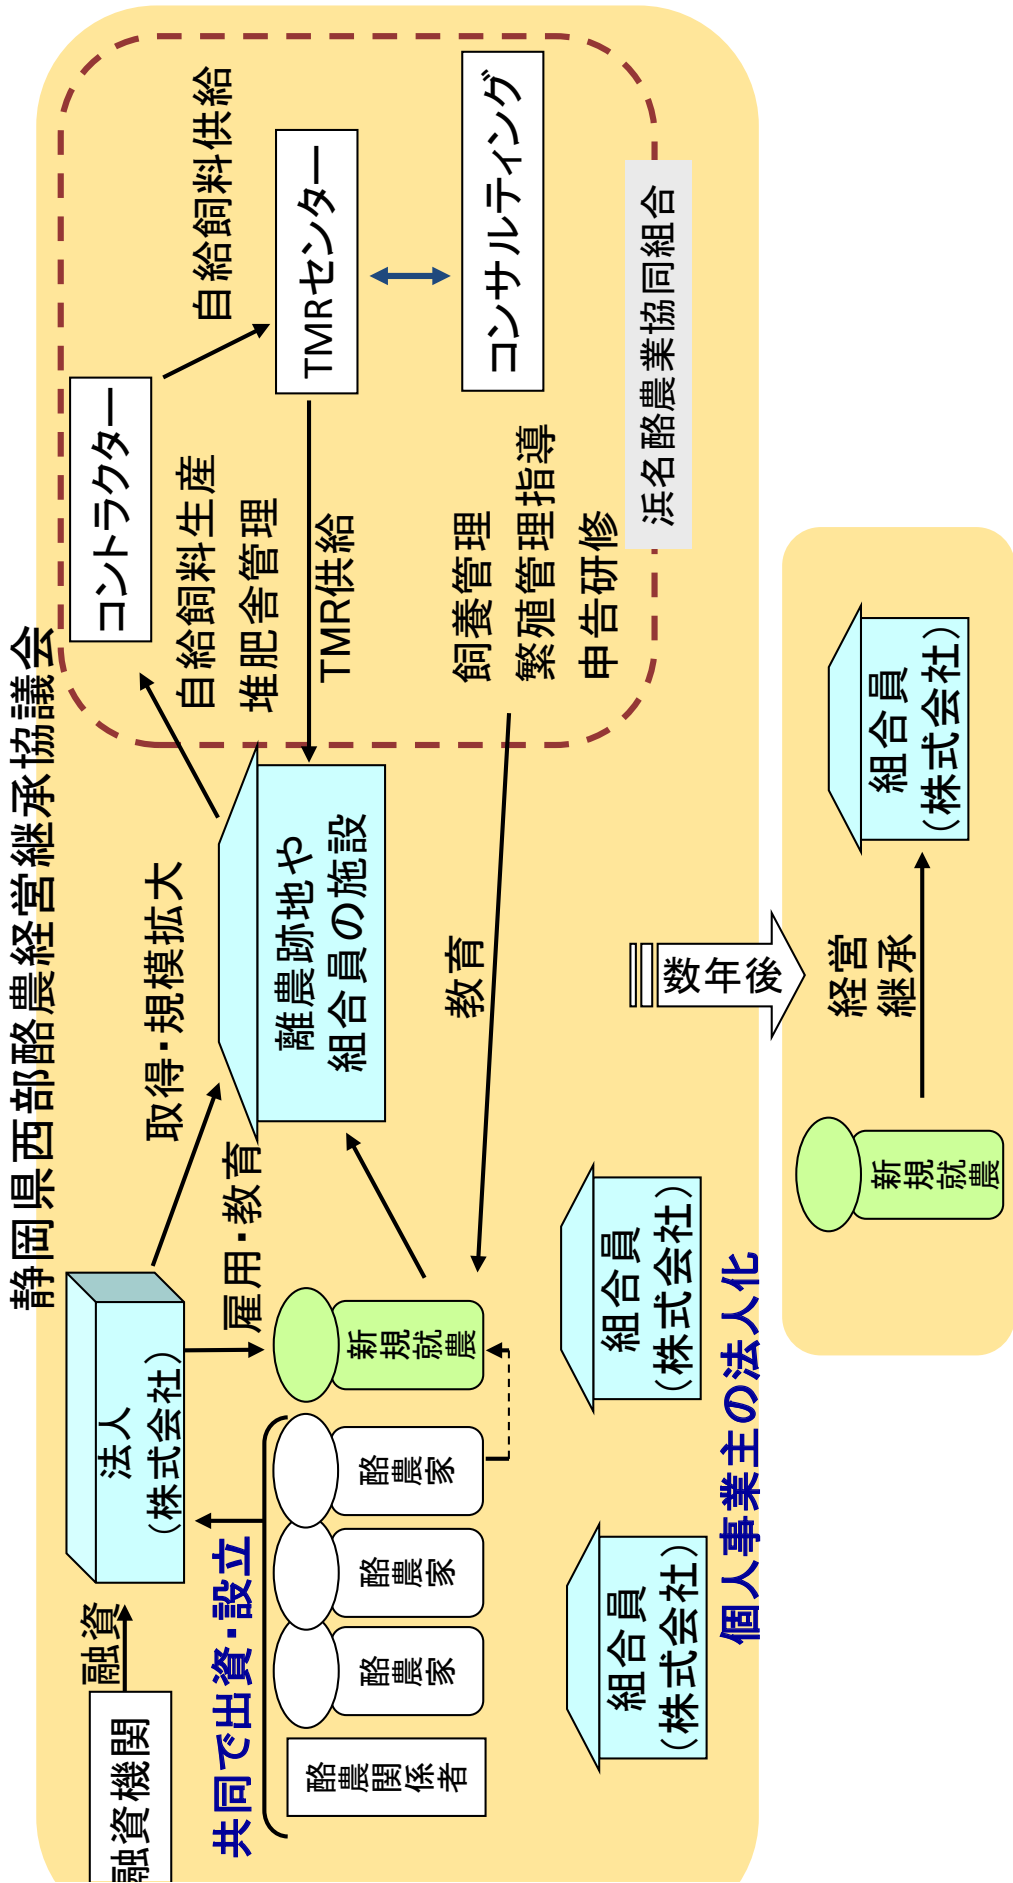 静岡県西部酪農経営継承協議会
融資機関
融資
法人
（株式会社）
取得・規模拡大
コントラクター
自給飼料供給
自給飼料生産
堆肥舎管理
共同で出資・設立
雇用・教育
離農跡地や
組合員の施設
TMR供給
TMRセンター
酪農関係者
酪農家
酪農家
酪農家
新規就農
教育
飼養管理
繁殖管理指導
申告研修
コンサルティング
浜名酪農業協同組合
組合員
（株式会社）
組合員
（株式会社）
個人事業主の法人化
数年後
新規就農
経営
継承
組合員
（株式会社）